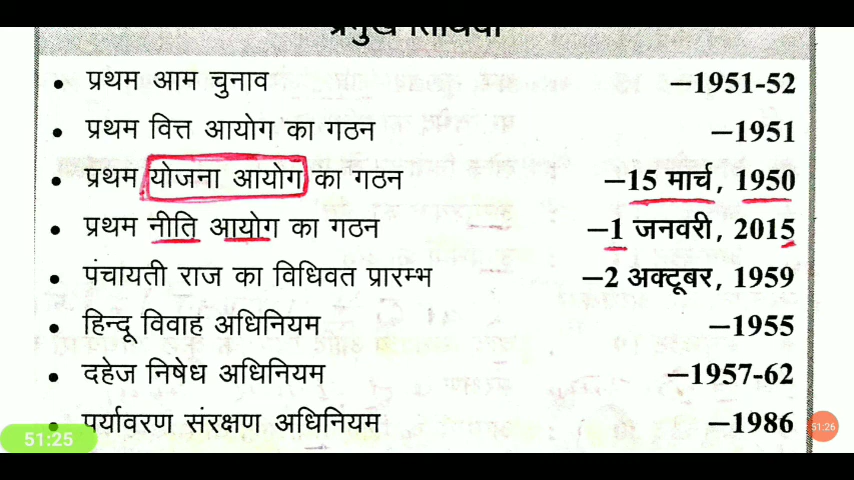 प्रमुख तिथियाँ
• प्रथम आम चुनाव –1951-52
• प्रथम वित्त आयोग का गठन –1951
• प्रथम योजना आयोग का गठन –15 मार्च, 1950
• प्रथम नीति आयोग का गठन –1 जनवरी, 2015
• पंचायती राज का विधिवत प्रारम्भ –2 अक्टूबर, 1959
• हिन्दू विवाह अधिनियम –1955
• दहेज निषेध अधिनियम –1957-62
• पर्यावरण संरक्षण अधिनियम –1986
51:25
51:26